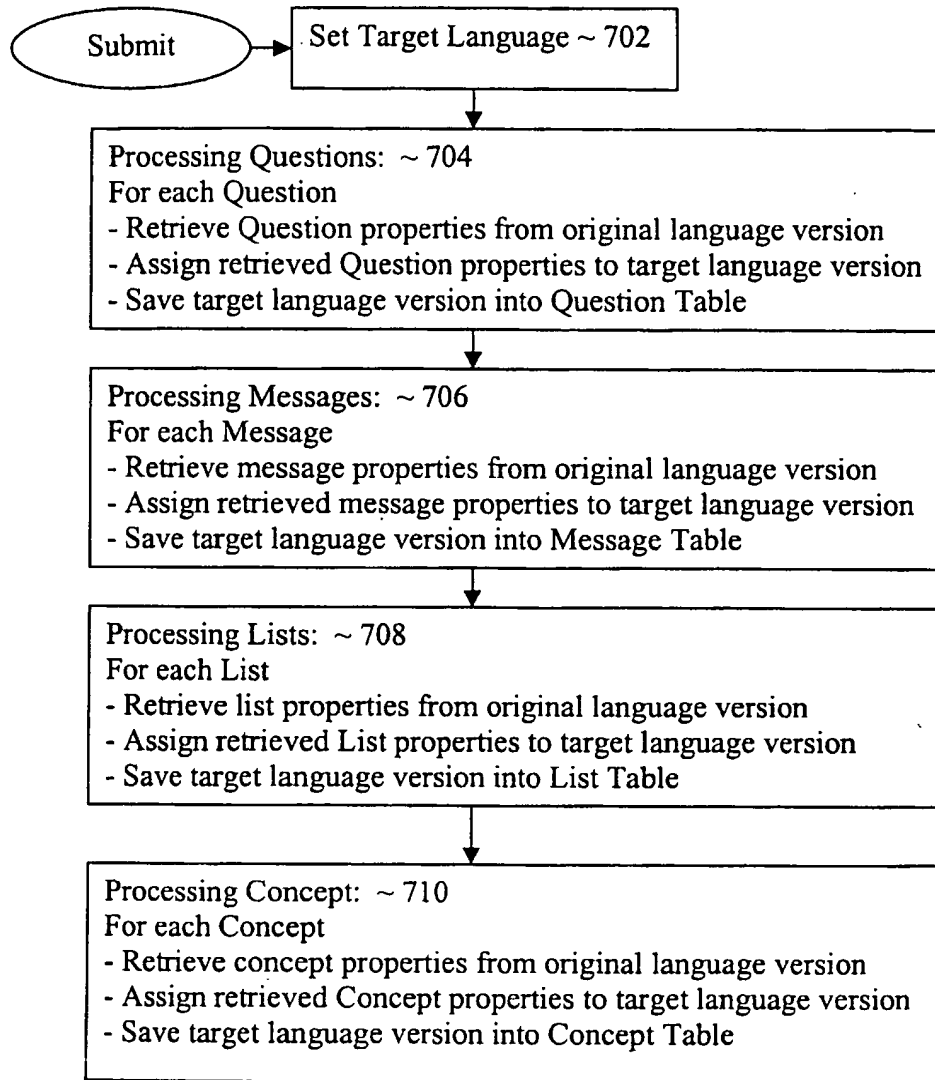 Submit
Set Target Language ~ 702
Processing Questions: ~ 704
For each Question
- Retrieve Question properties from original language version
- Assign retrieved Question properties to target language version
- Save target language version into Question Table
Processing Messages: ~ 706
For each Message
- Retrieve message properties from original language version
- Assign retrieved message properties to target language version
- Save target language version into Message Table
Processing Lists: ~ 708
For each List
- Retrieve list properties from original language version
- Assign retrieved List properties to target language version
- Save target language version into List Table
Processing Concept: ~ 710
For each Concept
- Retrieve concept properties from original language version
- Assign retrieved Concept properties to target language version
- Save target language version into Concept Table